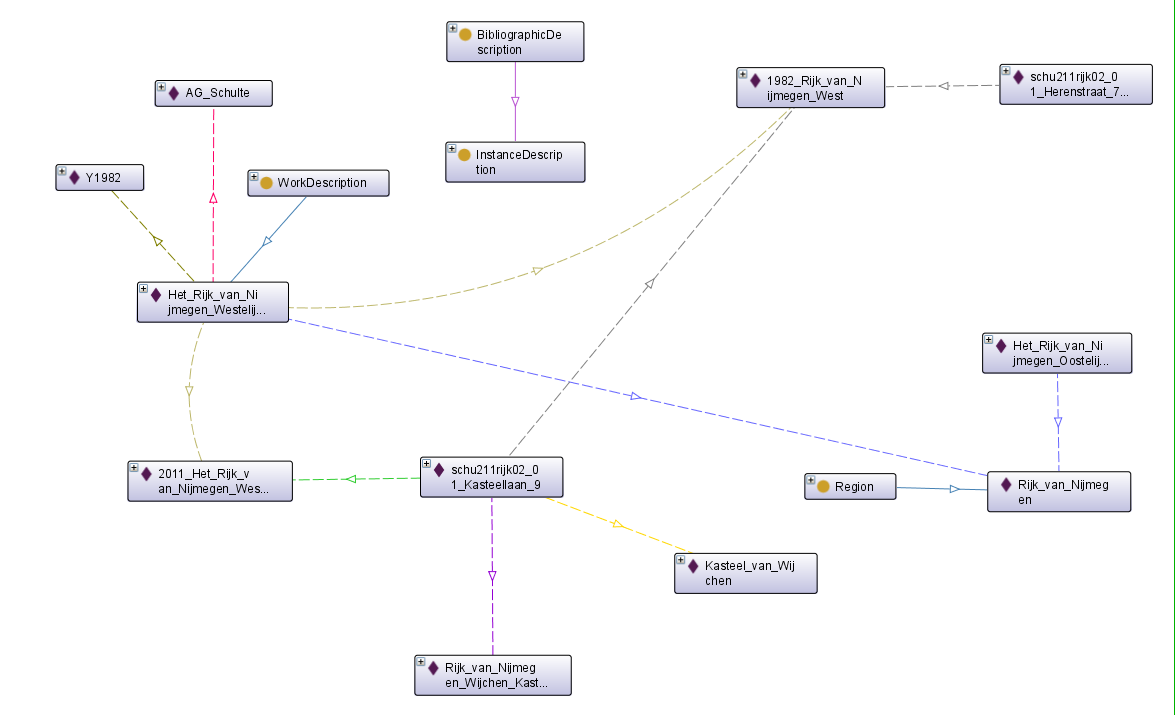 BibliographicDe
scription
1982_Rijk_van_N
ijmegen_West
schu211rijk02_0
1_Herenstraat_7...
AG_Schulte
InstanceDescrip
tion
Y1982
WorkDescription
Het_Rijk_van_Ni
jmegen_Westelij...
Het_Rijk_van_Ni
jmegen_Oostelij...
2011_Het_Rijk_v
an_Nijmegen_Wes...
schu211rijk02_0
1_Kasteellaan_9
Region
Rijk_van_Nijmeg
en
Kasteel_van_Wij
chen
Rijk_van_Nijmeg
en_Wijchen_Kast...